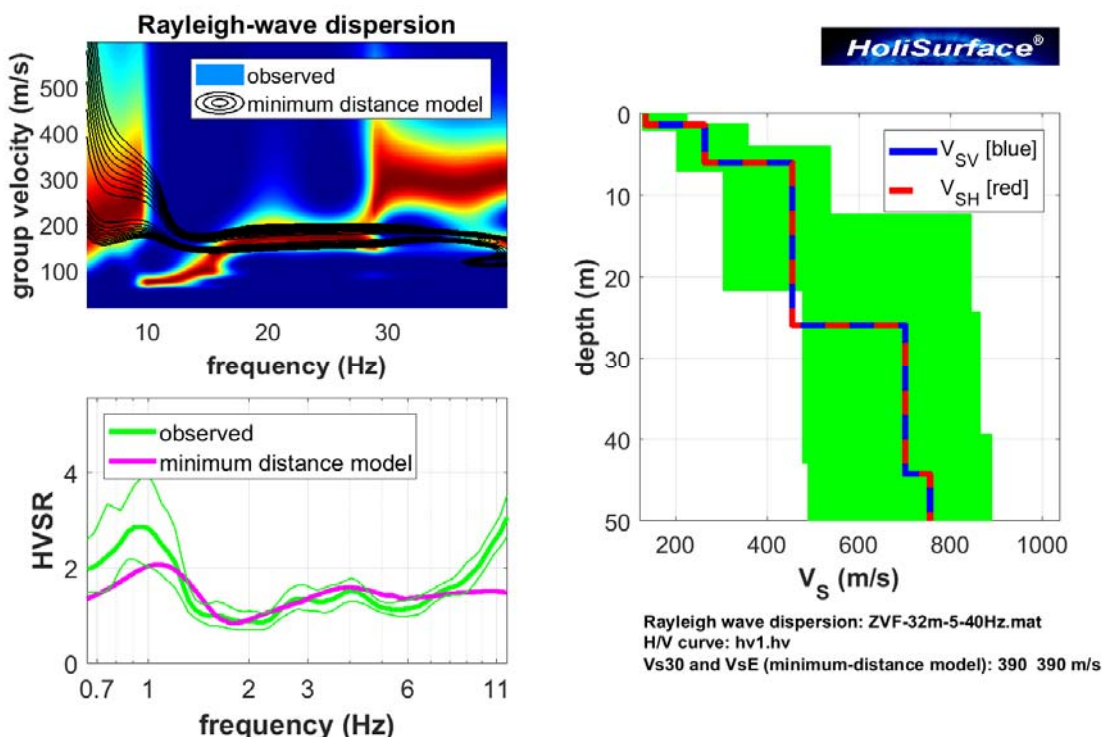 Rayleigh-wave dispersion
group velocity (m/s)
500
400
300
200
100
observed
minimum distance model
10 20 30
frequency (Hz)
HVSR
4
2
0
observed
minimum distance model
0.7 1 2 3 6 11
frequency (Hz)
HoliSurface®
depth (m)
0
10
20
30
40
50
V_SV [blue]
V_SH [red]
200 400 600 800 1000
V_S (m/s)
Rayleigh wave dispersion: ZVF-32m-5-40Hz.mat
H/V curve: hv1.hv
Vs30 and VsE (minimum-distance model): 390 390 m/s